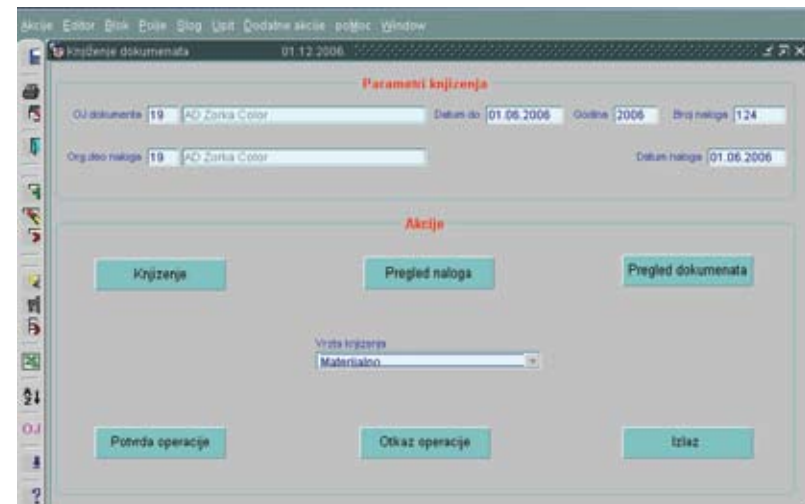 Akcije Editor Blok Polje Slog Upit Dodatne akcije pomoc Window
Knjiženje dokumenata 01.12.2006
Parametri knjizenja
OJ dokumenta 19 AD Zorka Color Datum do 01.06.2006 Godina 2006 Broj naloga 124
Org.deo naloga 19 AD Zorka Color Datum naloga 01.06.2006
Akcije
Knjizenje Pregled naloga Pregled dokumenata
Vrsta knjizenja
Materijalno
Potvrda operacije Otkaz operacije Izlaz
OJ
?